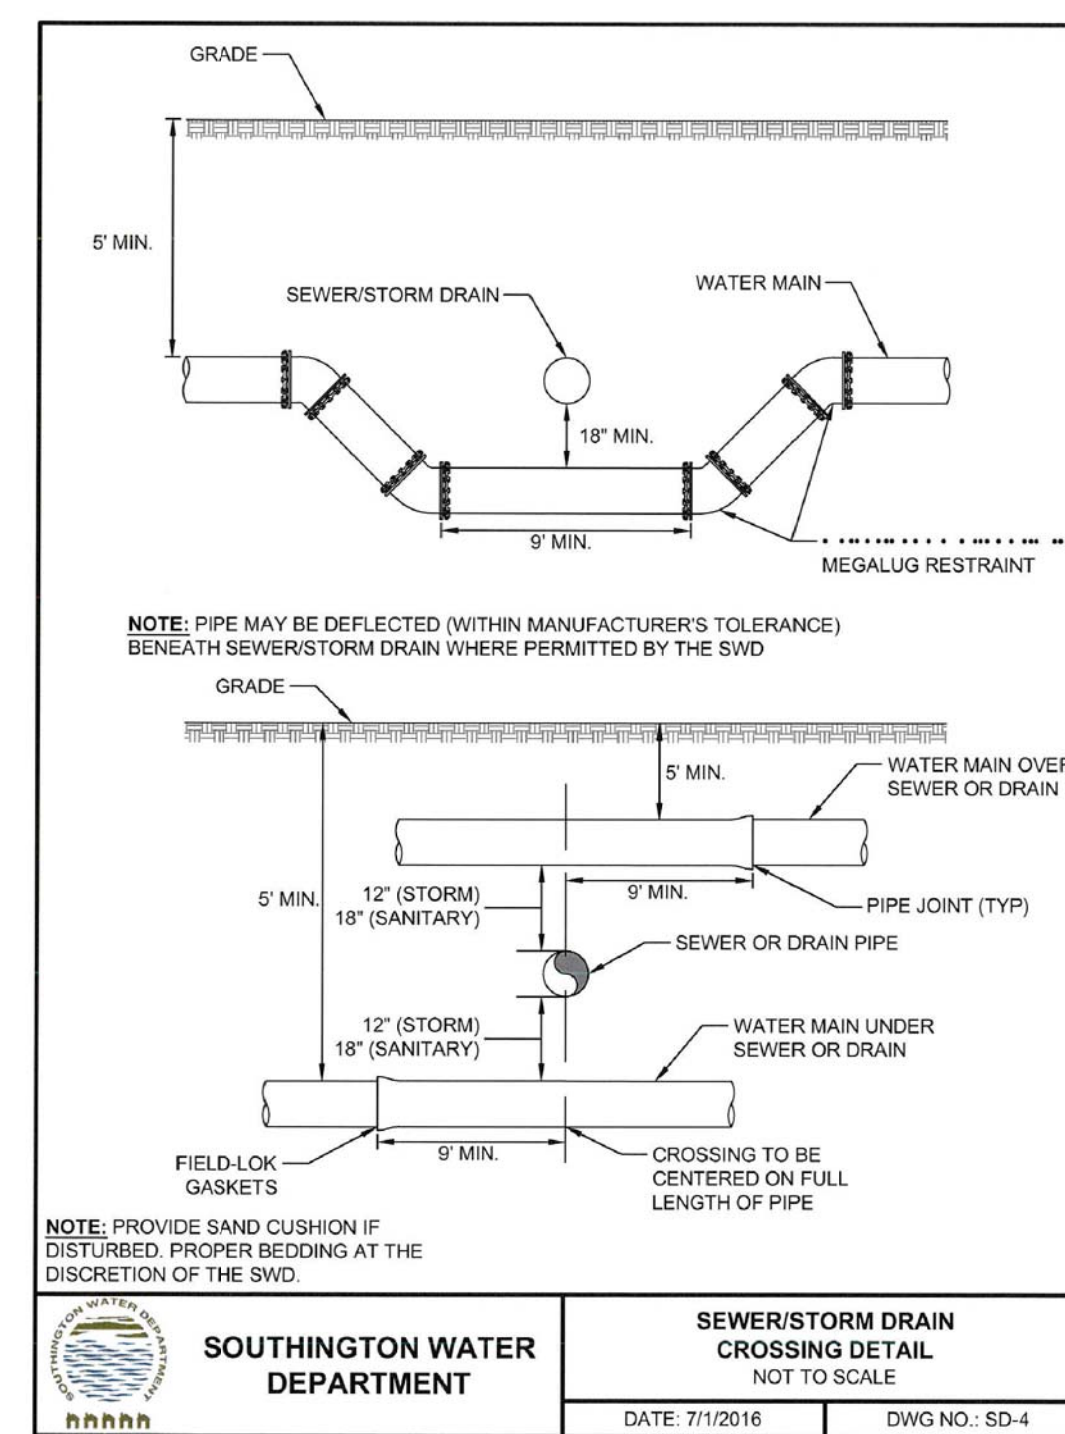 GRADE
5' MIN.
SEWER/STORM DRAIN
WATER MAIN
18" MIN.
9' MIN.
MEGALUG RESTRAINT
NOTE: PIPE MAY BE DEFLECTED (WITHIN MANUFACTURER'S TOLERANCE)
BENEATH SEWER/STORM DRAIN WHERE PERMITTED BY THE SWD
GRADE
5' MIN.
WATER MAIN OVER
SEWER OR DRAIN
5' MIN.
12" (STORM)
18" (SANITARY)
9' MIN.
PIPE JOINT (TYP)
SEWER OR DRAIN PIPE
12" (STORM)
18" (SANITARY)
WATER MAIN UNDER
SEWER OR DRAIN
9' MIN.
FIELD-LOK
GASKETS
CROSSING TO BE
CENTERED ON FULL
LENGTH OF PIPE
NOTE: PROVIDE SAND CUSHION IF
DISTURBED. PROPER BEDDING AT THE
DISCRETION OF THE SWD.
SOUTHINGTON WATER DEPARTMENT
SOUTHINGTON WATER
DEPARTMENT
SEWER/STORM DRAIN
CROSSING DETAIL
NOT TO SCALE
DATE: 7/1/2016
DWG NO.: SD-4